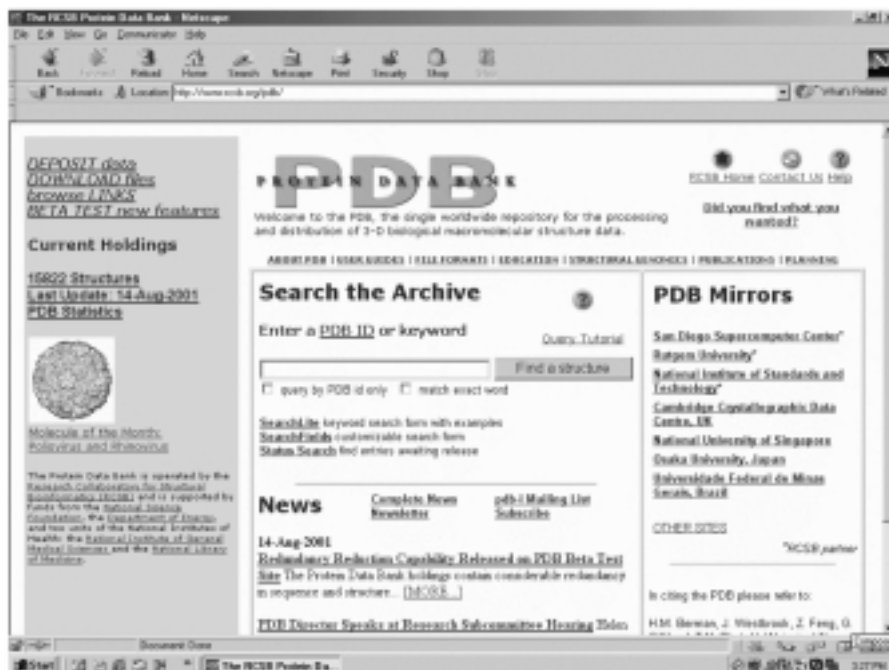 The RCSB Protein Data Bank - Netscape
File Edit View Go Communicator Help
Back Forward Reload Home Search Netscape Print Security Shop Stop
Bookmarks Location http://www.rcsb.org/pdb/ What's Related
DEPOSIT data
DOWNLOAD files
browse LINKS
BETA TEST new features
Current Holdings
15822 Structures
Last Update: 14-Aug-2001
PDB Statistics
Molecule of the Month:
Poliovirus and Rhinovirus
The Protein Data Bank is operated by the
Research Collaboratory for Structural
Bioinformatics (RCSB) and is supported by
funds from the National Science
Foundation, the Department of Energy,
and two units of the National Institutes of
Health: the National Institute of General
Medical Sciences and the National Library
of Medicine.
PDB
PROTEIN DATA BANK
Welcome to the PDB, the single worldwide repository for the processing
and distribution of 3-D biological macromolecular structure data.
RCSB Home Contact Us Help
Did you find what you
wanted?
ABOUT PDB | USER GUIDES | FILE FORMATS | EDUCATION | STRUCTURAL GENOMICS | PUBLICATIONS | PLANNING
Search the Archive
Enter a PDB ID or keyword
Query Tutorial
Find a structure
query by PDB id only match exact word
SearchLite keyword search form with examples
SearchFields customizable search form
Status Search find entries awaiting release
News
Complete News
Newsletter
pdb-l Mailing List
Subscribe
14-Aug-2001
Redundancy Reduction Capability Released on PDB Beta Test
Site The Protein Data Bank holdings contain considerable redundancy
in sequence and structure... [MORE...]
PDB Director Speaks at Research Subcommittee Hearing Helen
PDB Mirrors
San Diego Supercomputer Center*
Rutgers University*
National Institute of Standards and
Technology*
Cambridge Crystallographic Data
Centre, UK
National University of Singapore
Osaka University, Japan
Universidade Federal de Minas
Gerais, Brazil
OTHER SITES
*RCSB partner
In citing the PDB please refer to:
H.M. Berman, J. Westbrook, Z. Feng, G.
Document: Done
Start The RCSB Protein Da... 3:27 PM